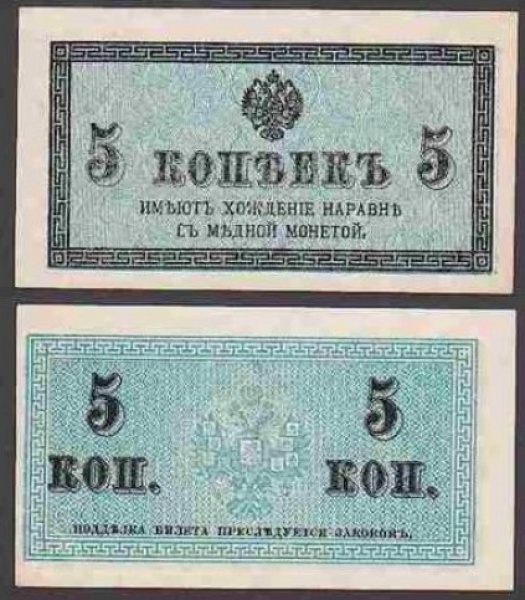 5 КОПѢЕКЪ 5
ИМѢЮТЪ ХОЖДЕНІЕ НАРАВНѢ
СЪ МѢДНОЙ МОНЕТОЙ.
5 5
КОП. КОП.
ПОДДѢЛКА БИЛЕТА ПРЕСЛѢДУЕТСЯ ЗАКОНОМЪ.